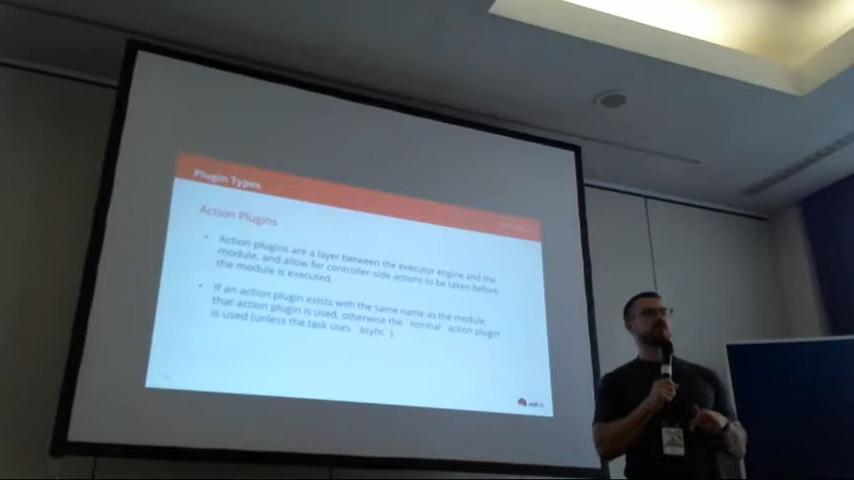 Plugin Types
Action Plugins
• Action plugins are a layer between the executor engine and the
module, and allow for controller-side actions to be taken before
the module is executed
• If an action plugin exists with the same name as the module,
that action plugin is used, otherwise the `normal` action plugin
is used (unless the task uses `async`)